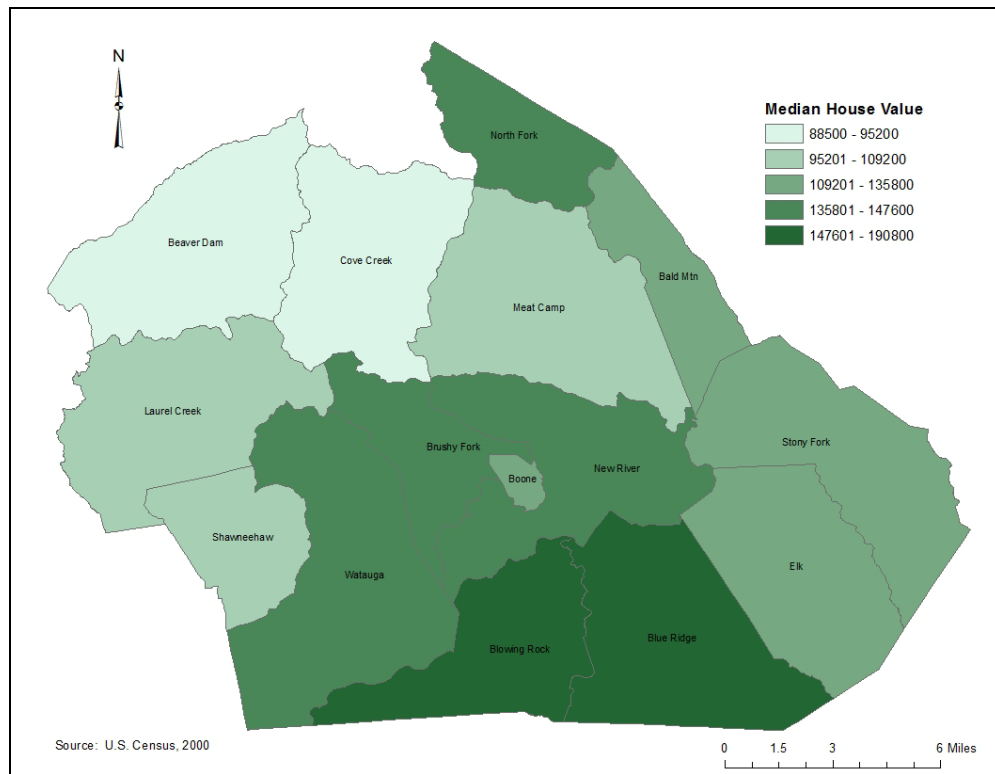 N
North Fork
Median House Value
88500 - 95200
95201 - 109200
109201 - 135800
135801 - 147600
147601 - 190800
Beaver Dam
Cove Creek
Bald Mtn
Meat Camp
Laurel Creek
Brushy Fork
Stony Fork
New River
Boone
Shawneehaw
Watauga
Elk
Blowing Rock
Blue Ridge
Source: U.S. Census, 2000
0 1.5 3 6 Miles